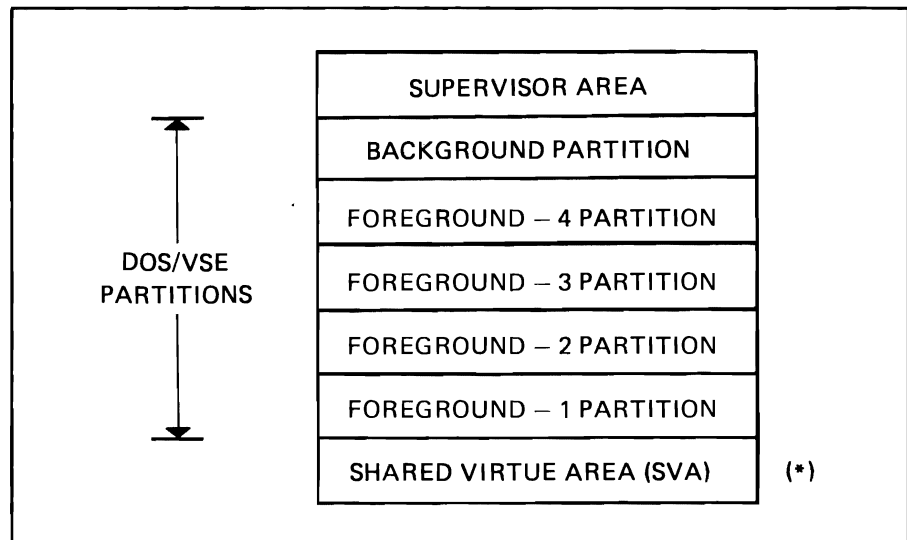 SUPERVISOR AREA
BACKGROUND PARTITION
FOREGROUND – 4 PARTITION
DOS/VSE
PARTITIONS
FOREGROUND – 3 PARTITION
FOREGROUND – 2 PARTITION
FOREGROUND – 1 PARTITION
SHARED VIRTUE AREA (SVA) (*)